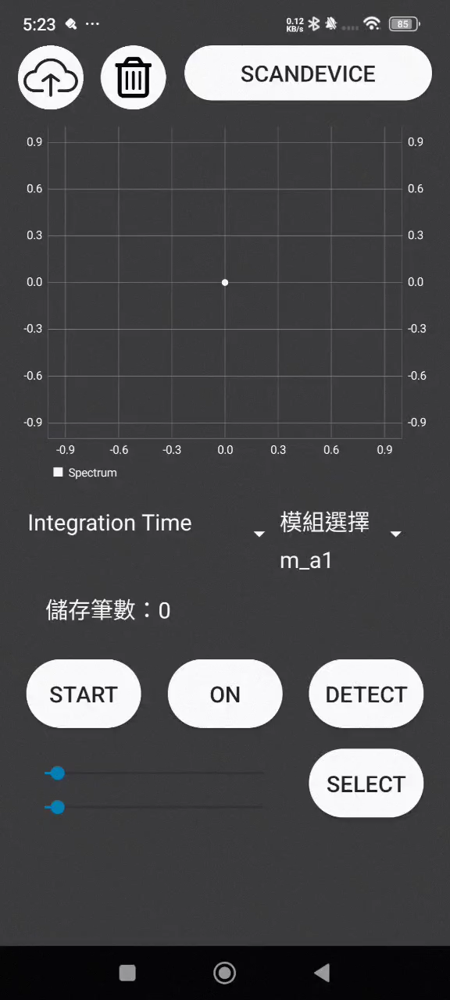 5:23 ...
0.12
KB/s
85
SCANDEVICE
0.9 0.9
0.6 0.6
0.3 0.3
0.0 0.0
-0.3 -0.3
-0.6 -0.6
-0.9 -0.9
-0.9 -0.6 -0.3 0.0 0.3 0.6 0.9
Spectrum
Integration Time 模組選擇
m_a1
儲存筆數：0
START ON DETECT
SELECT